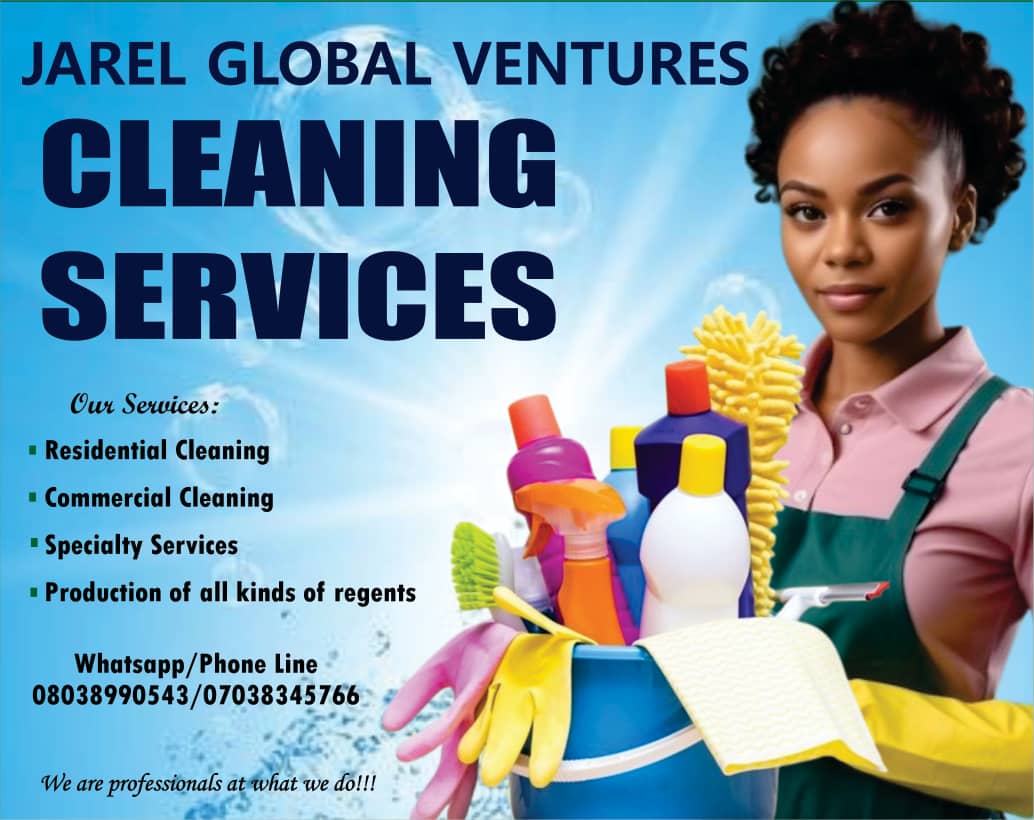 JAREL GLOBAL VENTURES
CLEANING
SERVICES
Our Services:
▪ Residential Cleaning
▪ Commercial Cleaning
▪ Specialty Services
▪ Production of all kinds of regents
Whatsapp/Phone Line
08038990543/07038345766
We are professionals at what we do!!!